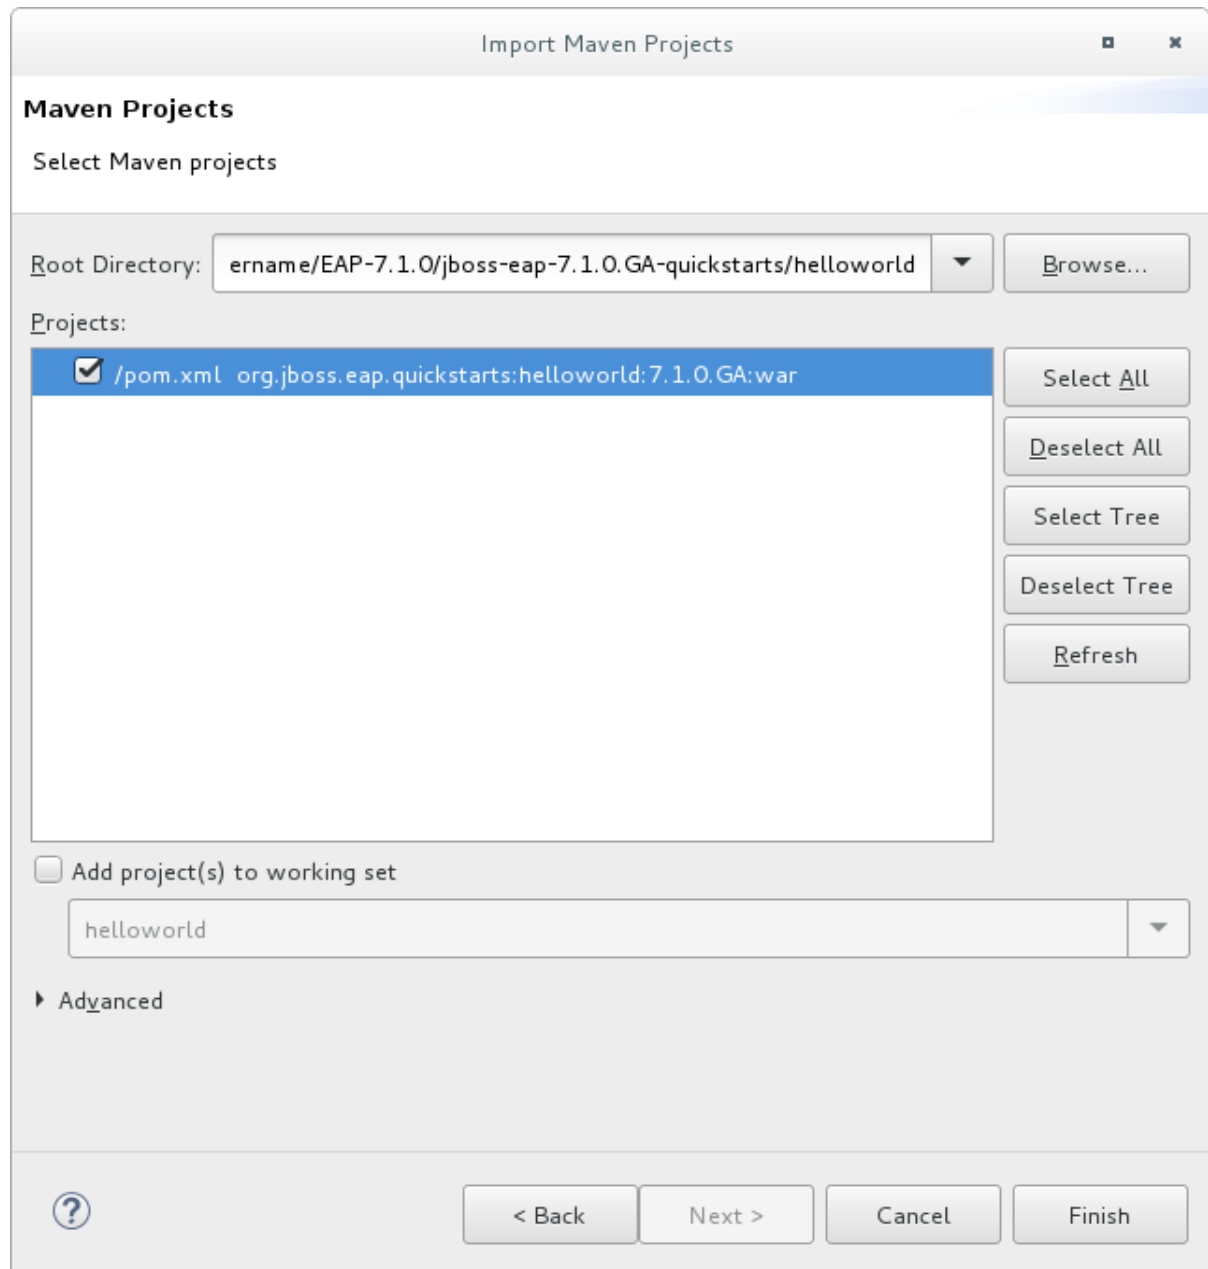 Import Maven Projects
Maven Projects
Select Maven projects
Root Directory: ername/EAP-7.1.0/jboss-eap-7.1.0.GA-quickstarts/helloworld Browse...
Projects:
/pom.xml org.jboss.eap.quickstarts:helloworld:7.1.0.GA:war
Select All
Deselect All
Select Tree
Deselect Tree
Refresh
Add project(s) to working set
helloworld
Advanced
? < Back Next > Cancel Finish